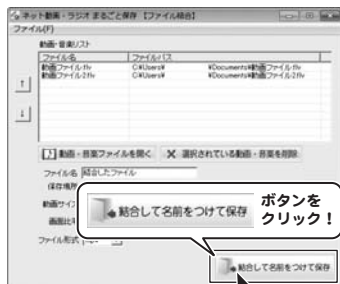 ネット動画・ラジオ まるごと保存 【ファイル結合】
ファイル(F)
動画・音楽リスト
ファイル名 ファイルパス
動画ファイル1.flv C:¥Users¥ ¥Documents¥動画ファイル1.flv
動画ファイル2.flv C:¥Users¥ ¥Documents¥動画ファイル2.flv
↑
↓
動画・音楽ファイルを開く
選択されている動画・音楽を削除
ファイル名 結合したファイル
保存場所
動画サイズ
画面比率
ファイル形式
結合して名前をつけて保存
ボタンを
クリック！
結合して名前をつけて保存